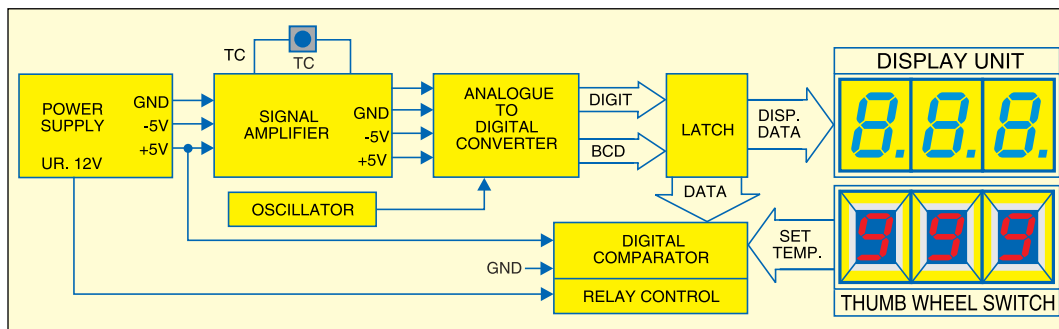 TC
TC
POWER
SUPPLY
GND
-5V
+5V
UR. 12V
SIGNAL
AMPLIFIER
GND
-5V
+5V
ANALOGUE
TO
DIGITAL
CONVERTER
DIGIT
BCD
LATCH
DISP.
DATA
DISPLAY UNIT
8.8.8.
OSCILLATOR
DATA
DIGITAL
COMPARATOR
GND
RELAY CONTROL
SET
TEMP.
999
THUMB WHEEL SWITCH